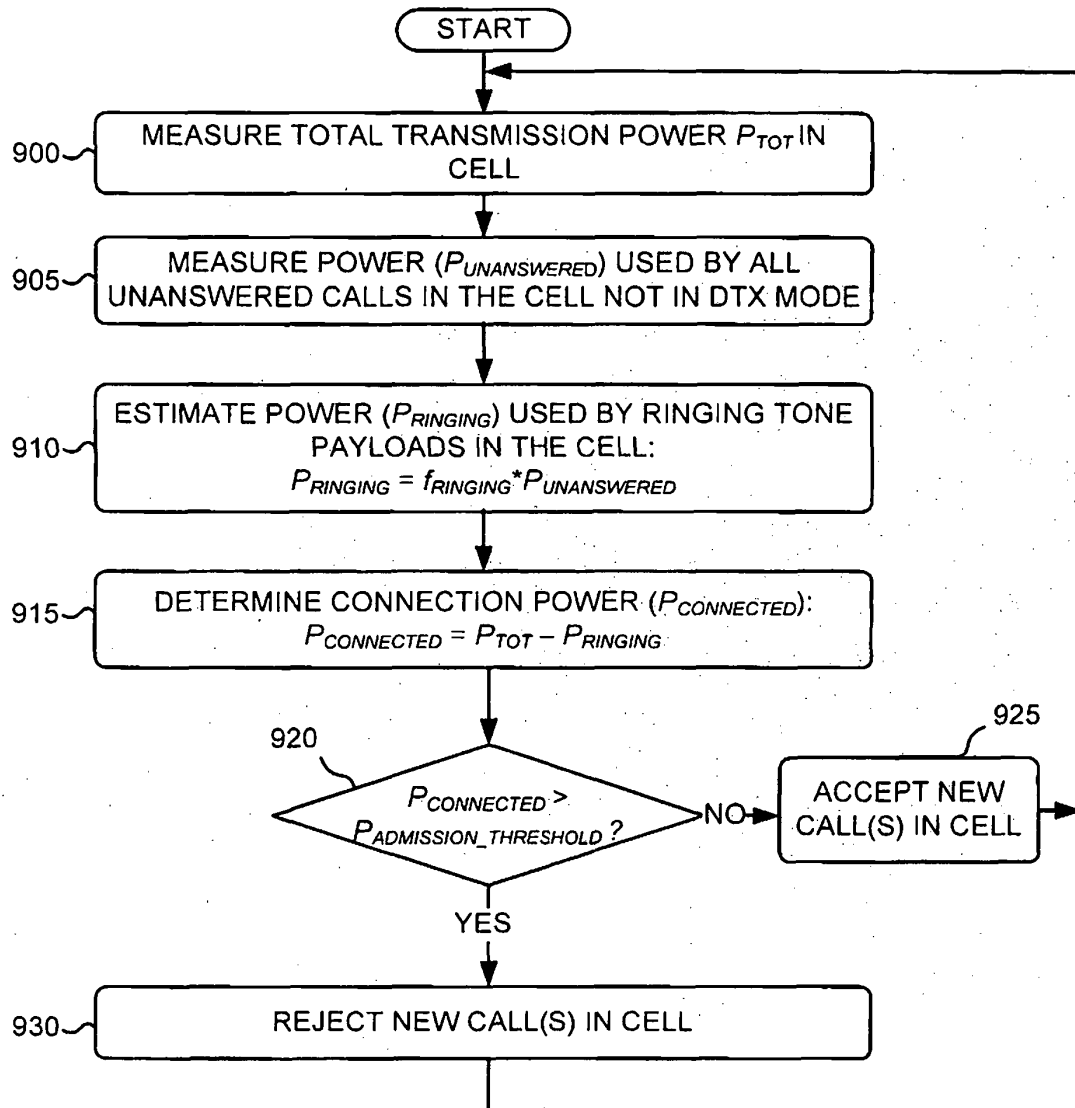 START
900
MEASURE TOTAL TRANSMISSION POWER P_TOT IN
CELL
905
MEASURE POWER (P_UNANSWERED) USED BY ALL
UNANSWERED CALLS IN THE CELL NOT IN DTX MODE
910
ESTIMATE POWER (P_RINGING) USED BY RINGING TONE
PAYLOADS IN THE CELL:
P_RINGING = f_RINGING*P_UNANSWERED
915
DETERMINE CONNECTION POWER (P_CONNECTED):
P_CONNECTED = P_TOT – P_RINGING
920
P_CONNECTED >
P_ADMISSION_THRESHOLD ?
NO
925
ACCEPT NEW
CALL(S) IN CELL
YES
930
REJECT NEW CALL(S) IN CELL